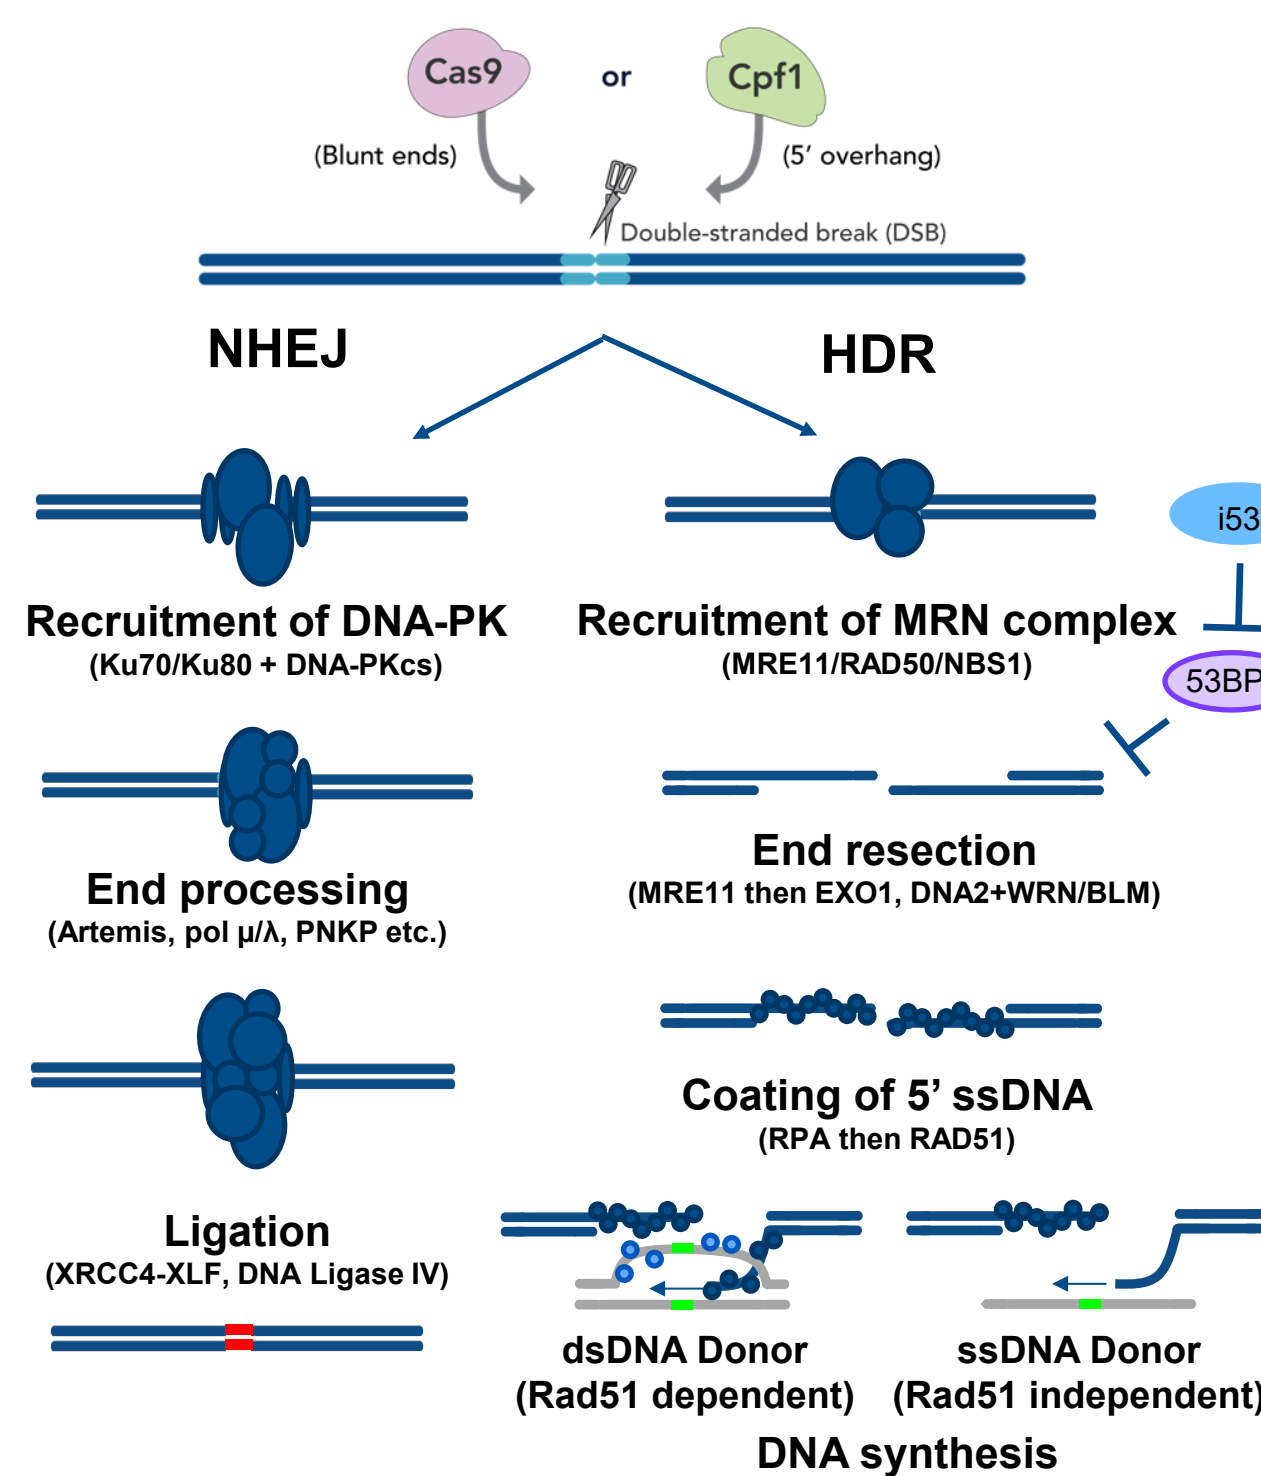 Cas9
or
Cpf1
(Blunt ends)
(5’ overhang)
Double-stranded break (DSB)
NHEJ
HDR
Recruitment of DNA-PK
(Ku70/Ku80 + DNA-PKcs)
Recruitment of MRN complex
(MRE11/RAD50/NBS1)
i53
53BP
End processing
(Artemis, pol μ/λ, PNKP etc.)
End resection
(MRE11 then EXO1, DNA2+WRN/BLM)
Coating of 5’ ssDNA
(RPA then RAD51)
Ligation
(XRCC4-XLF, DNA Ligase IV)
dsDNA Donor
(Rad51 dependent)
ssDNA Donor
(Rad51 independent)
DNA synthesis